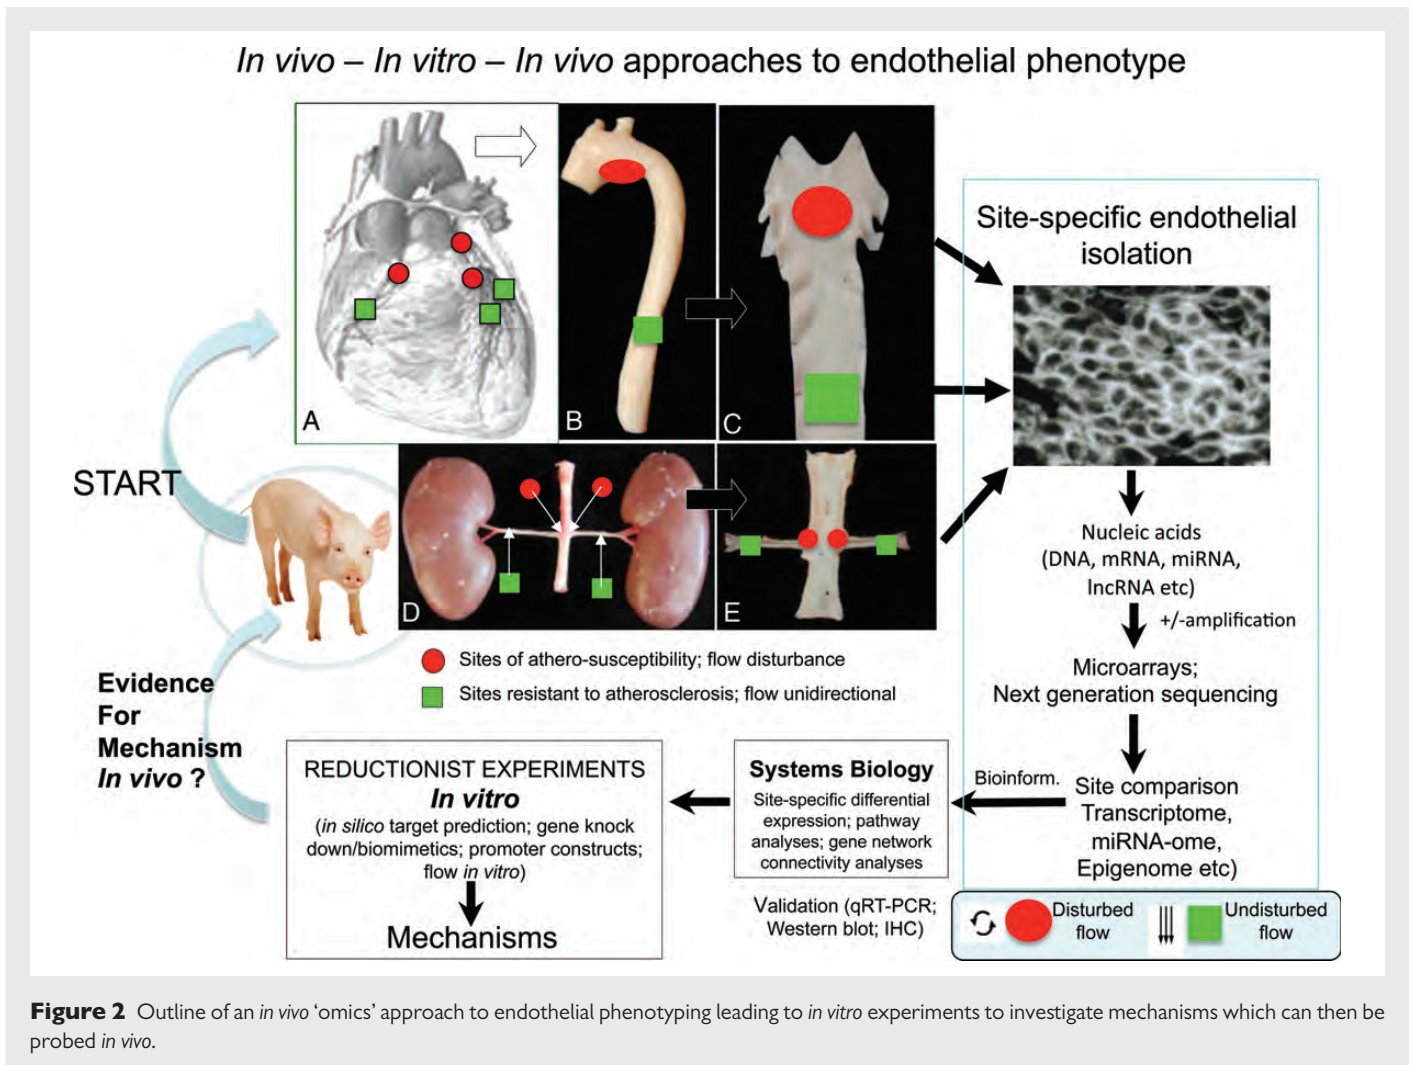 In vivo – In vitro – In vivo approaches to endothelial phenotype
A
B
C
D
E
START
Site-specific endothelial
isolation
Nucleic acids
(DNA, mRNA, miRNA,
lncRNA etc)
+/-amplification
Microarrays;
Next generation sequencing
Site comparison
Transcriptome,
miRNA-ome,
Epigenome etc)
Bioinform.
Sites of athero-susceptibility; flow disturbance
Sites resistant to atherosclerosis; flow unidirectional
Evidence
For
Mechanism
In vivo ?
REDUCTIONIST EXPERIMENTS
In vitro
(in silico target prediction; gene knock
down/biomimetics; promoter constructs;
flow in vitro)
Mechanisms
Systems Biology
Site-specific differential
expression; pathway
analyses; gene network
connectivity analyses
Validation (qRT-PCR;
Western blot; IHC)
Disturbed
flow
Undisturbed
flow
Figure 2 Outline of an in vivo ‘omics’ approach to endothelial phenotyping leading to in vitro experiments to investigate mechanisms which can then be
probed in vivo.